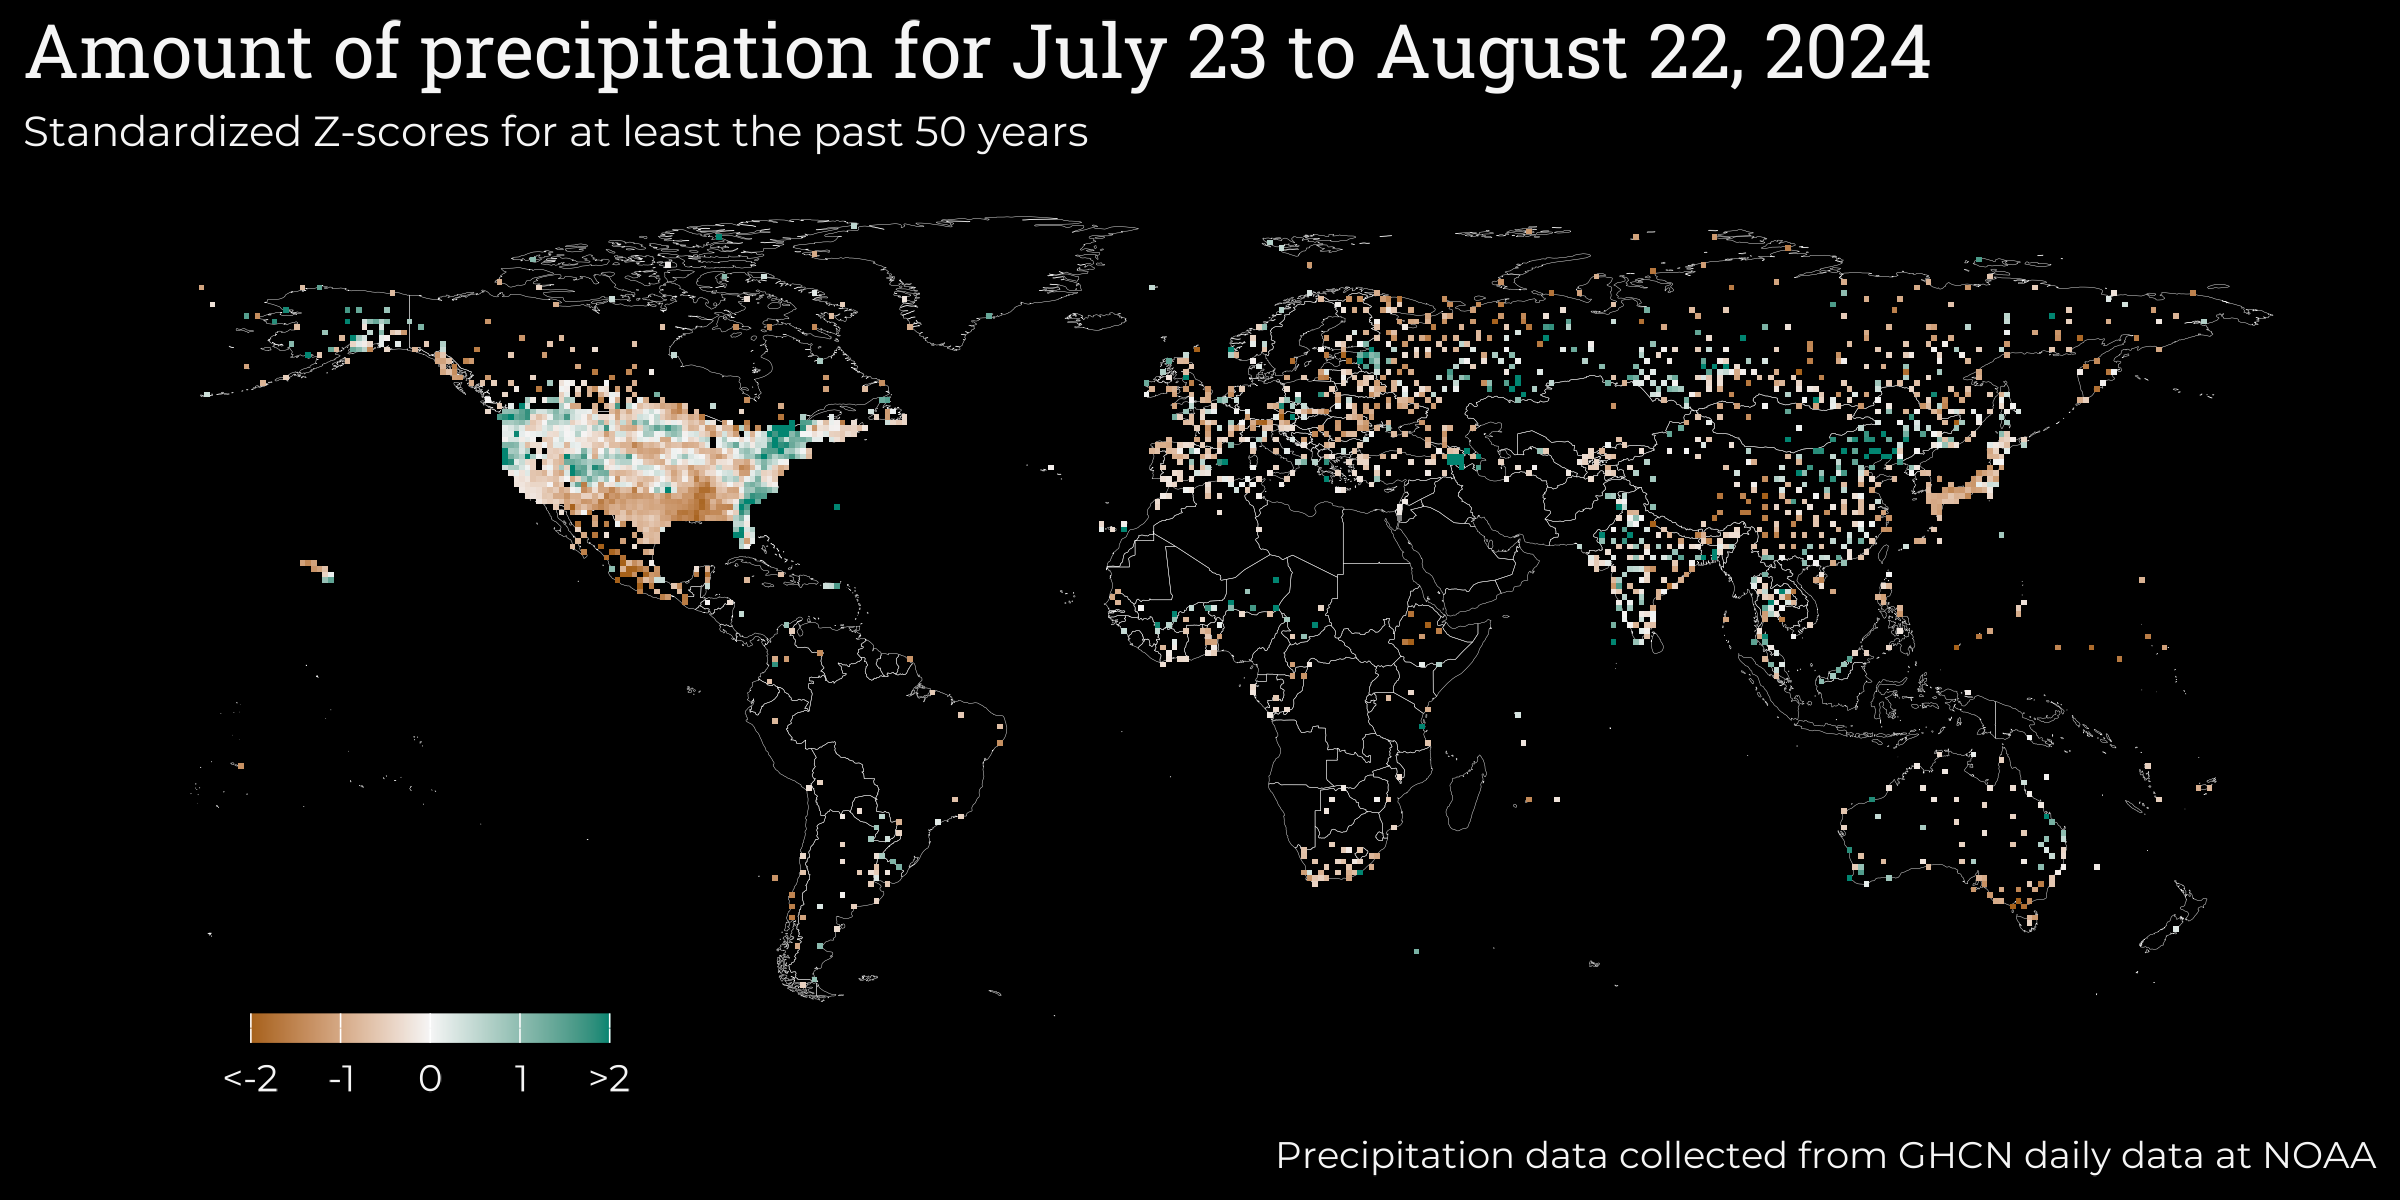 Amount of precipitation for July 23 to August 22, 2024
Standardized Z-scores for at least the past 50 years
<-2 -1 0 1 >2
Precipitation data collected from GHCN daily data at NOAA